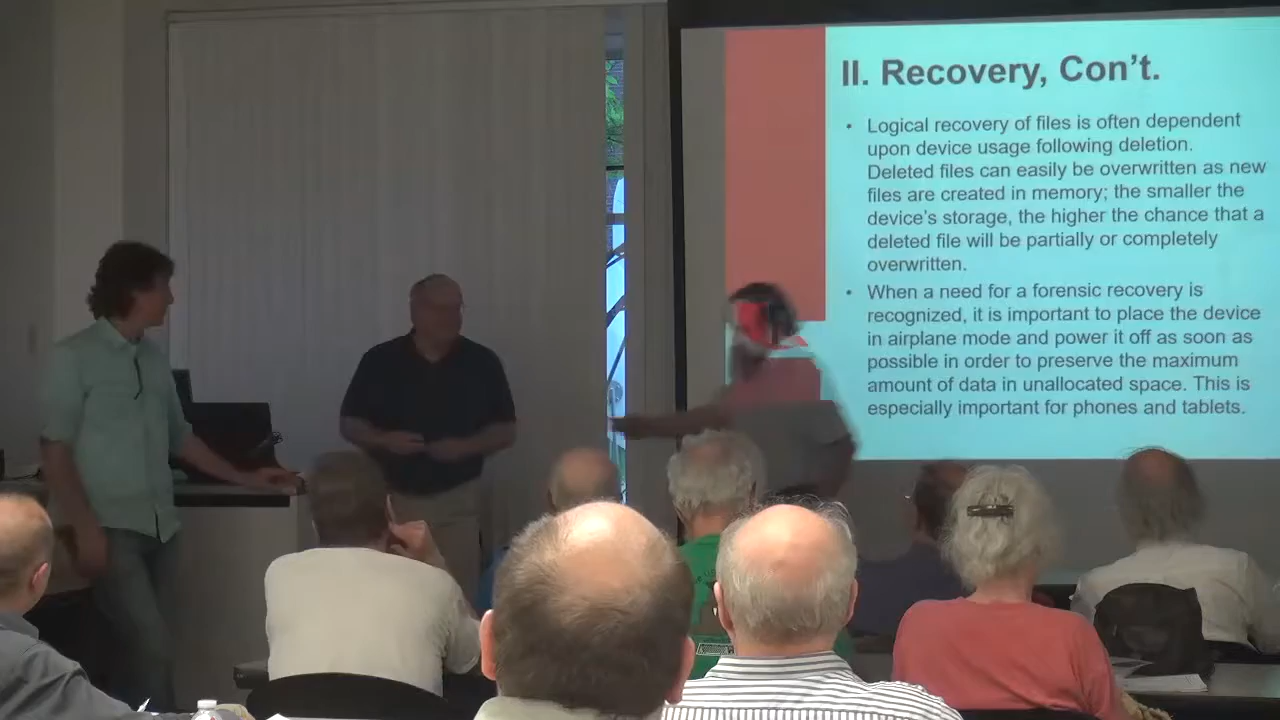 II. Recovery, Con't.
• Logical recovery of files is often dependent
upon device usage following deletion.
Deleted files can easily be overwritten as new
files are created in memory; the smaller the
device's storage, the higher the chance that a
deleted file will be partially or completely
overwritten.
• When a need for a forensic recovery is
recognized, it is important to place the device
in airplane mode and power it off as soon as
possible in order to preserve the maximum
amount of data in unallocated space. This is
especially important for phones and tablets.